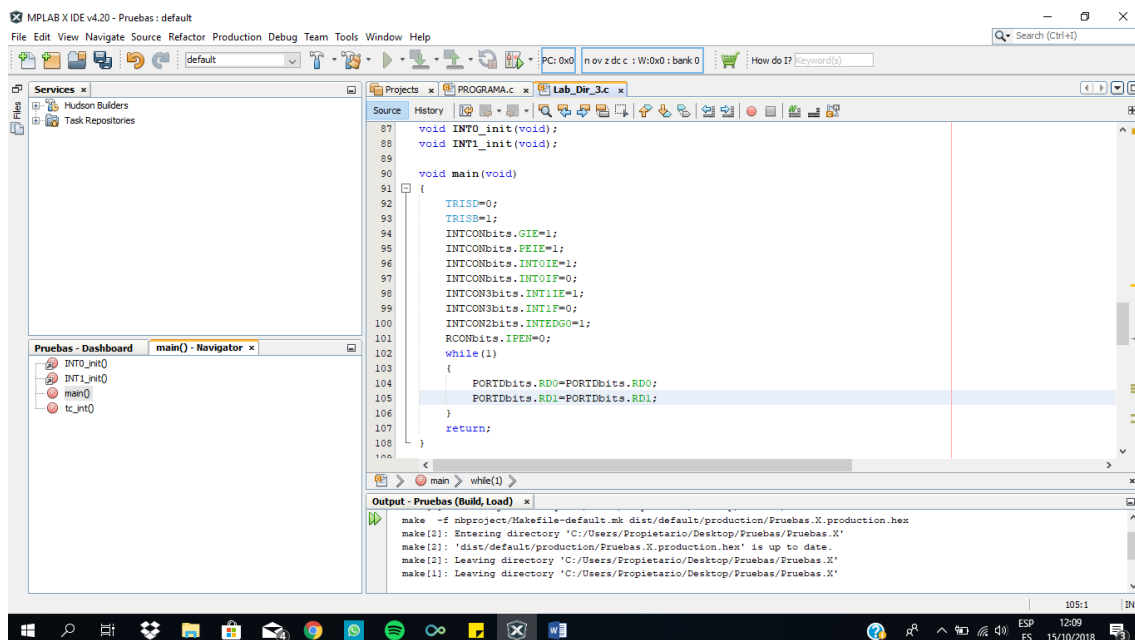 MPLAB X IDE v4.20 - Pruebas : default
File Edit View Navigate Source Refactor Production Debug Team Tools Window Help
Search (Ctrl+I)
default
PC: 0x0
n ov z dc c : W:0x0 : bank 0
How do I?
Keyword(s)
Files
Services
Hudson Builders
Task Repositories
Projects
PROGRAMA.c
Lab_Dir_3.c
Source
History
87 void INT0_init(void);
88 void INT1_init(void);
89
90 void main(void)
91 {
92 TRISD=0;
93 TRISB=1;
94 INTCONbits.GIE=1;
95 INTCONbits.PEIE=1;
96 INTCONbits.INT0IE=1;
97 INTCONbits.INT0IF=0;
98 INTCON3bits.INT1IE=1;
99 INTCON3bits.INT1F=0;
100 INTCON2bits.INTEDG0=1;
101 RCONbits.IPEN=0;
102 while(1)
103 {
104 PORTDbits.RD0=PORTDbits.RD0;
105 PORTDbits.RD1=PORTDbits.RD1;
106 }
107 return;
108 }
109
main
while(1)
Pruebas - Dashboard
main() - Navigator
INT0_init()
INT1_init()
main()
tc_int()
Output - Pruebas (Build, Load)
make -f nbproject/Makefile-default.mk dist/default/production/Pruebas.X.production.hex
make[2]: Entering directory 'C:/Users/Propietario/Desktop/Pruebas/Pruebas.X'
make[2]: 'dist/default/production/Pruebas.X.production.hex' is up to date.
make[2]: Leaving directory 'C:/Users/Propietario/Desktop/Pruebas/Pruebas.X'
make[1]: Leaving directory 'C:/Users/Propietario/Desktop/Pruebas/Pruebas.X'
105:1
IN
ESP
ES
12:09
15/10/2018